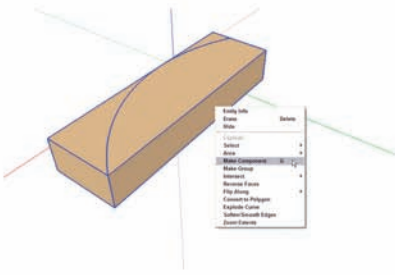 Entity Info
Erase Delete
Hide
Explode
Select
Area
Make Component G
Make Group
Intersect
Reverse Faces
Flip Along
Convert to Polygon
Explode Curve
Soften/Smooth Edges
Zoom Extents